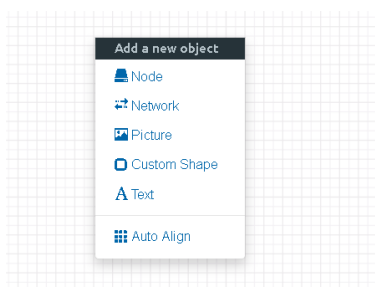 Add a new object
Node
Network
Picture
Custom Shape
Text
Auto Align